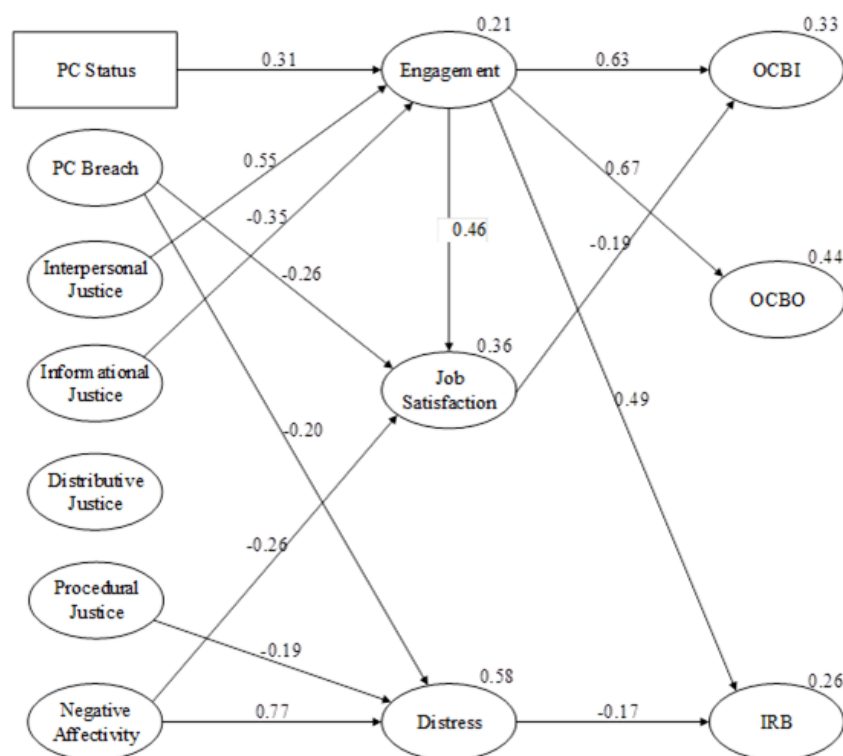 0.21
0.33
PC Status
0.31
Engagement
0.63
OCBI
PC Breach
0.55
0.67
-0.35
0.46
-0.19
Interpersonal
Justice
-0.26
0.44
OCBO
0.36
Informational
Justice
Job
Satisfaction
0.49
-0.20
Distributive
Justice
-0.26
Procedural
Justice
-0.19
0.58
0.26
Negative
Affectivity
0.77
Distress
-0.17
IRB